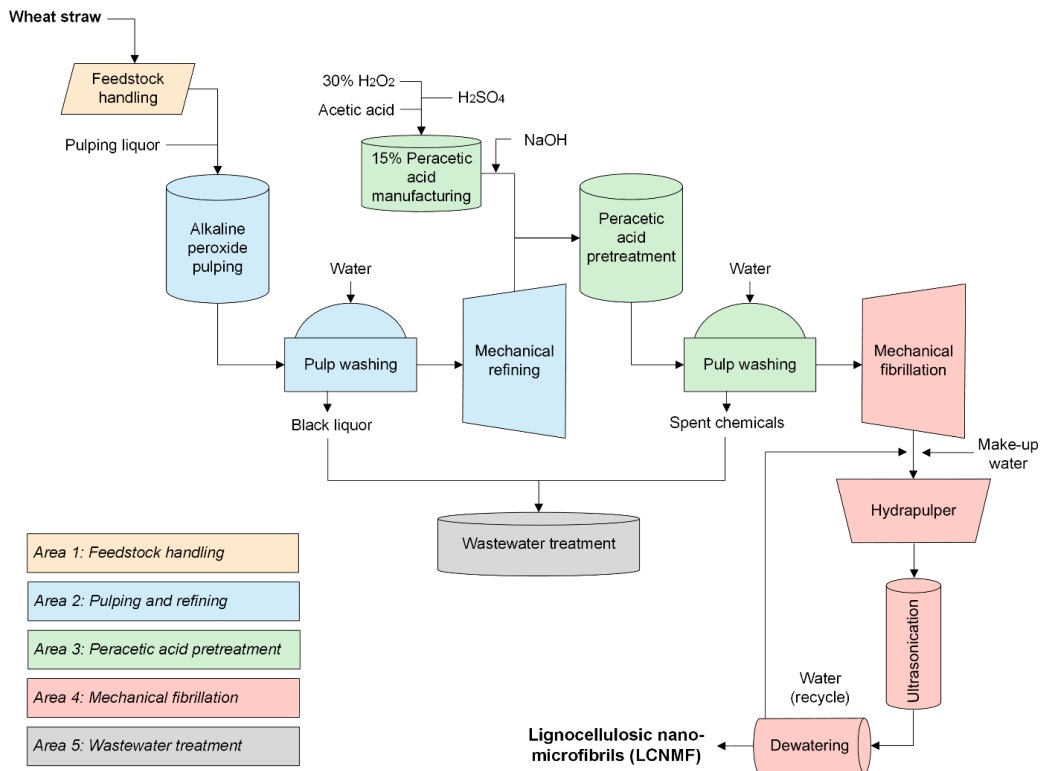 Wheat straw
Feedstock
handling
Pulping liquor
30% H₂O₂
H₂SO₄
Acetic acid
NaOH
15% Peracetic
acid
manufacturing
Alkaline
peroxide
pulping
Peracetic
acid
pretreatment
Water
Pulp washing
Mechanical
refining
Water
Pulp washing
Mechanical
fibrillation
Black liquor
Spent chemicals
Make-up
water
Hydrapulper
Wastewater treatment
Ultrasonication
Water
(recycle)
Dewatering
Lignocellulosic nano-
microfibrils (LCNMF)
Area 1: Feedstock handling
Area 2: Pulping and refining
Area 3: Peracetic acid pretreatment
Area 4: Mechanical fibrillation
Area 5: Wastewater treatment